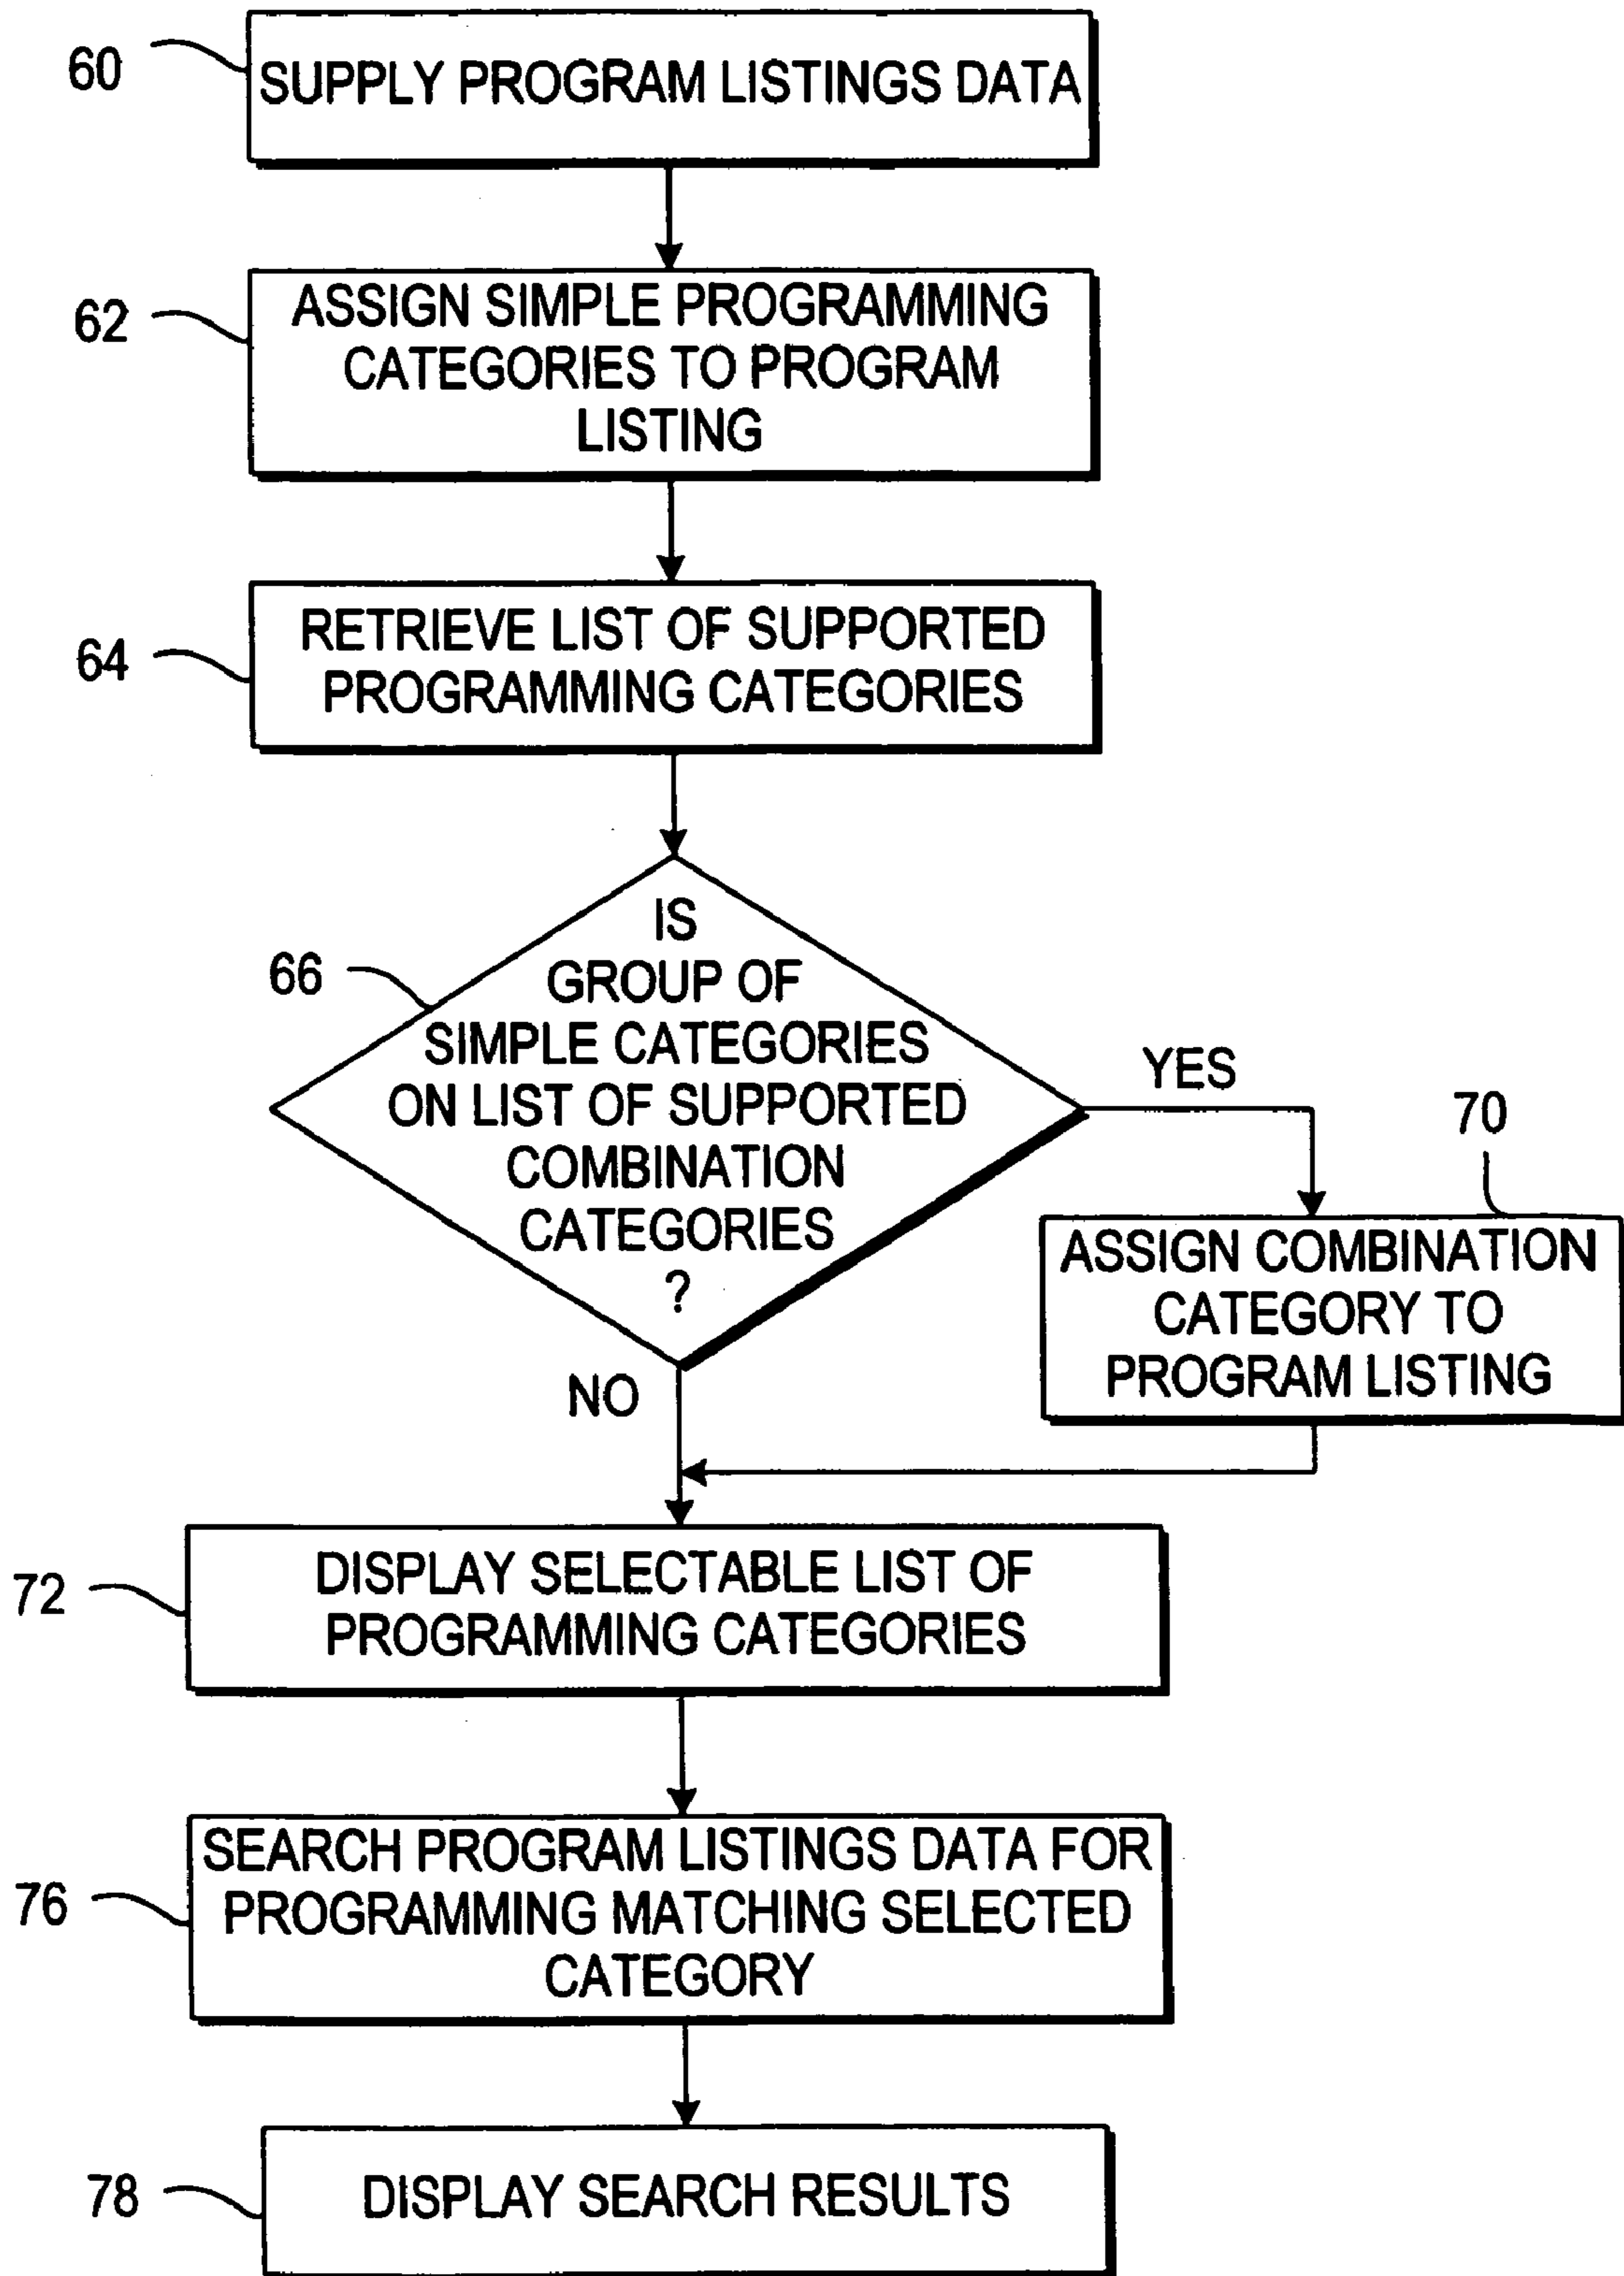 60
SUPPLY PROGRAM LISTINGS DATA
62
ASSIGN SIMPLE PROGRAMMING
CATEGORIES TO PROGRAM
LISTING
64
RETRIEVE LIST OF SUPPORTED
PROGRAMMING CATEGORIES
66
IS
GROUP OF
SIMPLE CATEGORIES
ON LIST OF SUPPORTED
COMBINATION
CATEGORIES
?
YES
70
ASSIGN COMBINATION
CATEGORY TO
PROGRAM LISTING
NO
72
DISPLAY SELECTABLE LIST OF
PROGRAMMING CATEGORIES
76
SEARCH PROGRAM LISTINGS DATA FOR
PROGRAMMING MATCHING SELECTED
CATEGORY
78
DISPLAY SEARCH RESULTS